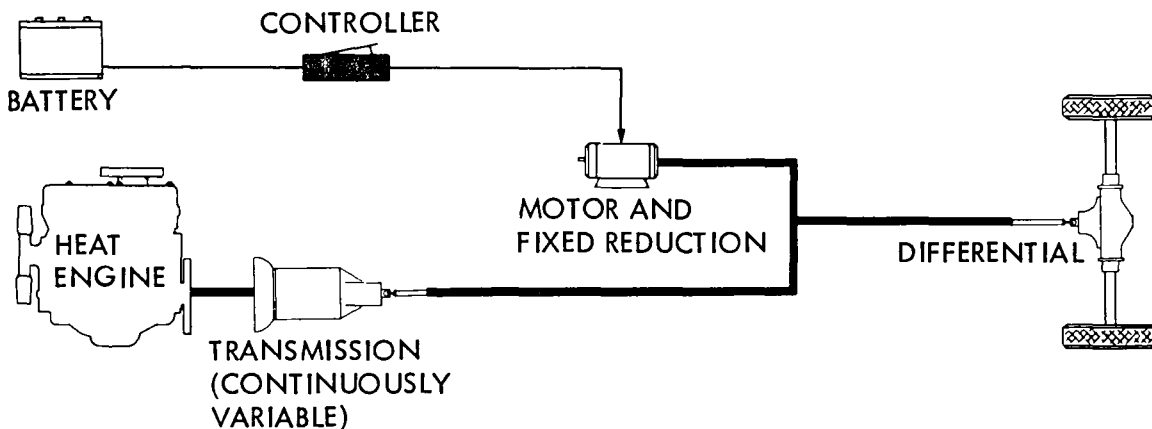 CONTROLLER
BATTERY
MOTOR AND
FIXED REDUCTION
HEAT
ENGINE
DIFFERENTIAL
TRANSMISSION
(CONTINUOUSLY
VARIABLE)